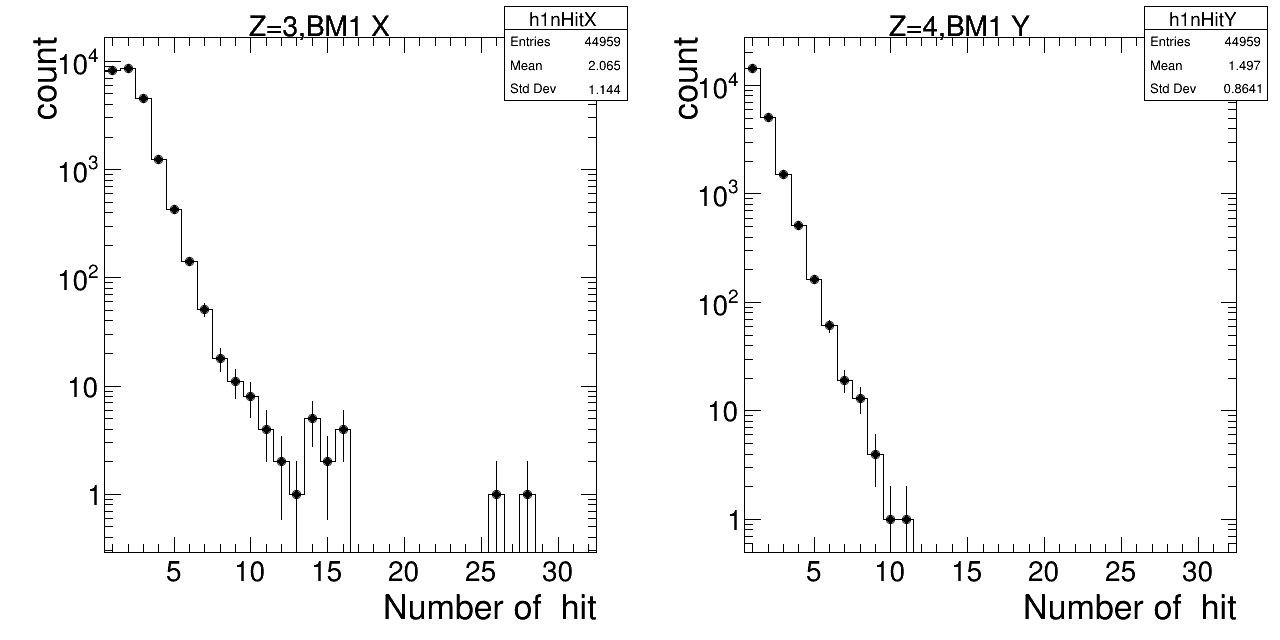 Z=3,BM1 X
h1nHitX
Entries 44959
Mean 2.065
Std Dev 1.144
count
10^4
10^3
10^2
10
1
5 10 15 20 25 30
Number of hit
Z=4,BM1 Y
h1nHitY
Entries 44959
Mean 1.497
Std Dev 0.8641
count
10^4
10^3
10^2
10
1
5 10 15 20 25 30
Number of hit